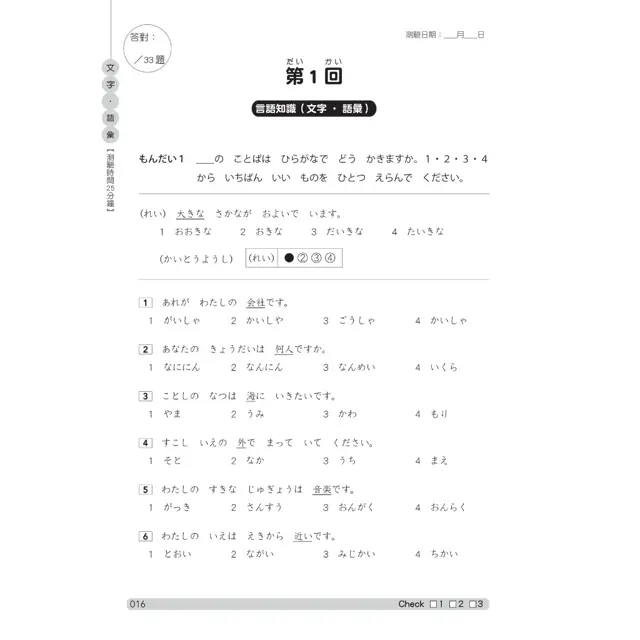 答對：
／33題
測驗日期：___月___日
文字・語彙
【測驗時間25分鐘】
だい かい
第1回
言語知識（文字・語彙）
もんだい1 ___の ことばは ひらがなで どう かきますか。1・2・3・4
から いちばん いい ものを ひとつ えらんで ください。
（れい） 大きな さかなが およいで います。
1 おおきな 2 おきな 3 だいきな 4 たいきな
（かいとうようし） （れい） ●②③④
1 あれが わたしの 会社です。
1 がいしゃ 2 かいしや 3 ごうしゃ 4 かいしゃ
2 あなたの きょうだいは 何人ですか。
1 なににん 2 なんにん 3 なんめい 4 いくら
3 ことしの なつは 海に いきたいです。
1 やま 2 うみ 3 かわ 4 もり
4 すこし いえの 外で まって いて ください。
1 そと 2 なか 3 うち 4 まえ
5 わたしの すきな じゅぎょうは 音楽です。
1 がっき 2 さんすう 3 おんがく 4 おんらく
6 わたしの いえは えきから 近いです。
1 とおい 2 ながい 3 みじかい 4 ちかい
016
Check □1 □2 □3